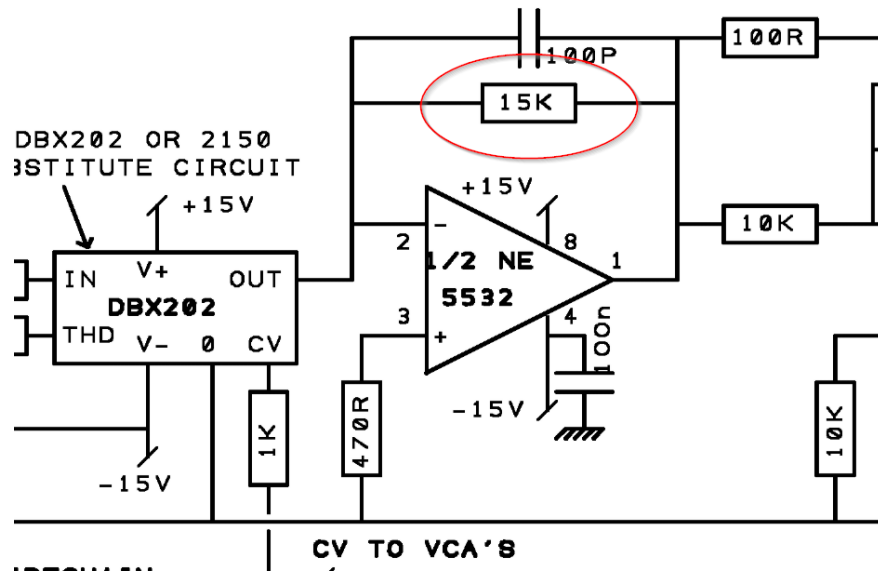 100P
100R
15K
DBX202 OR 2150
BSTITUTE CIRCUIT
+15V
+15V
2
-
8
10K
IN
V+
OUT
1/2 NE
1
DBX202
5532
THD
V-
0
CV
3
+
4
100n
-15V
1K
470R
10K
-15V
CV TO VCA'S